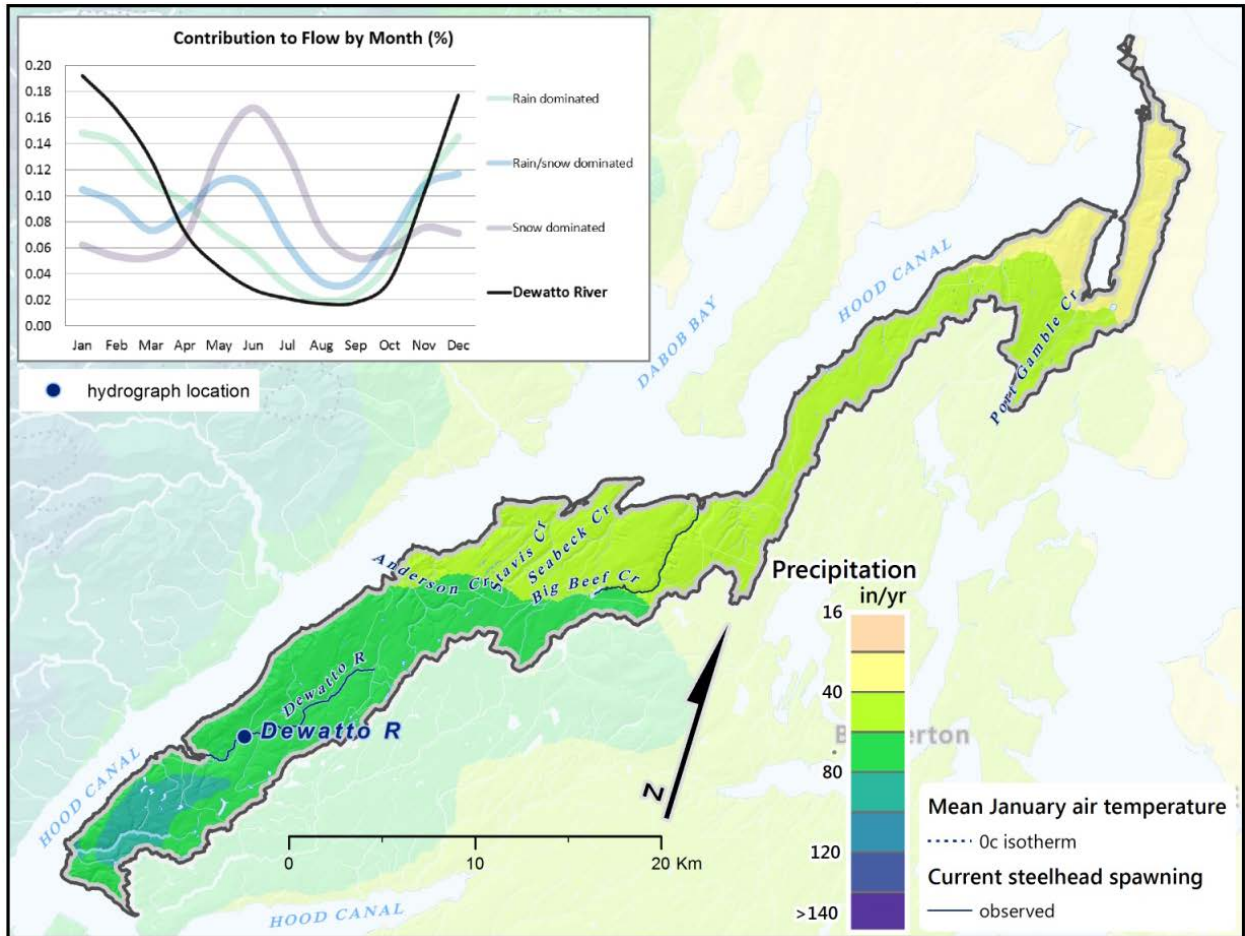 Contribution to Flow by Month (%)
0.20
0.18
0.16
0.14
0.12
0.10
0.08
0.06
0.04
0.02
0.00
Jan Feb Mar Apr May Jun Jul Aug Sep Oct Nov Dec
Rain dominated
Rain/snow dominated
Snow dominated
Dewatto River
hydrograph location
HOOD CANAL
DABOB BAY
Port Gamble Cr
Anderson Cr
Stavis Cr
Seabeck Cr
Big Beef Cr
Dewatto R
Dewatto R
HOOD CANAL
HOOD CANAL
N
0 10 20 Km
Precipitation
in/yr
16
40
80
120
>140
Mean January air temperature
0c isotherm
Current steelhead spawning
observed